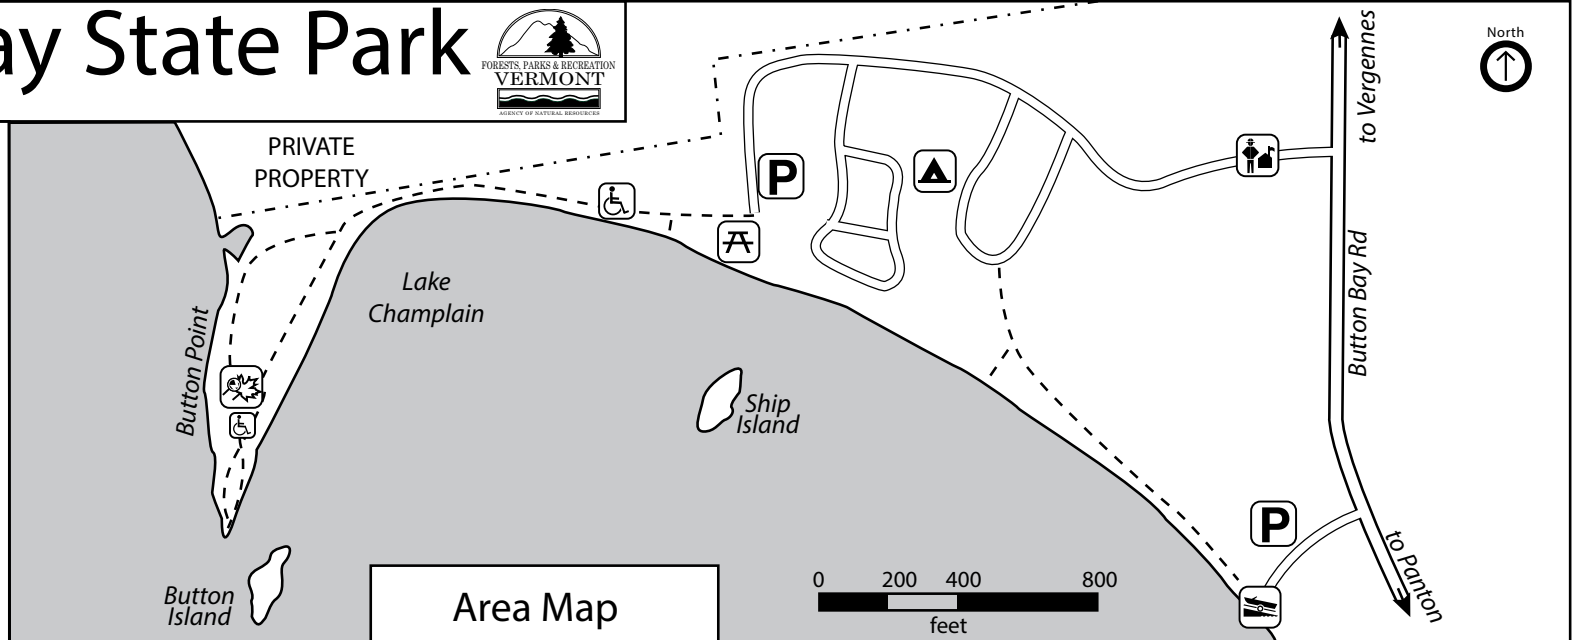 ay State Park
FORESTS, PARKS & RECREATION
VERMONT
AGENCY OF NATURAL RESOURCES
North
to Vergennes
PRIVATE
PROPERTY
P
Lake
Champlain
Button Point
Button Bay Rd
Ship
Island
P
to Panton
Button
Island
Area Map
0 200 400 800
feet